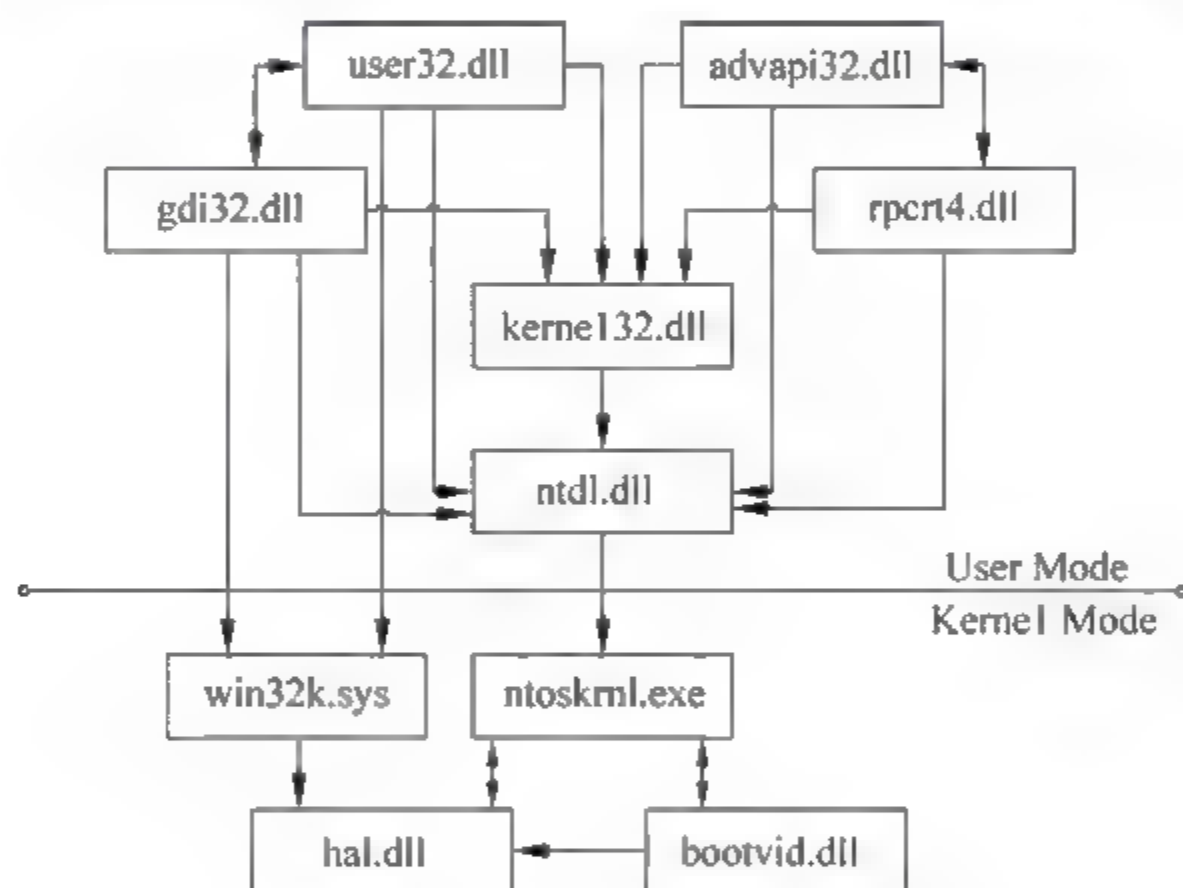 user32.dll
advapi32.dll
gdi32.dll
rpcrt4.dll
kerne132.dll
ntdl.dll
User Mode
Kerne1 Mode
win32k.sys
ntoskrnl.exe
hal.dll
bootvid.dll